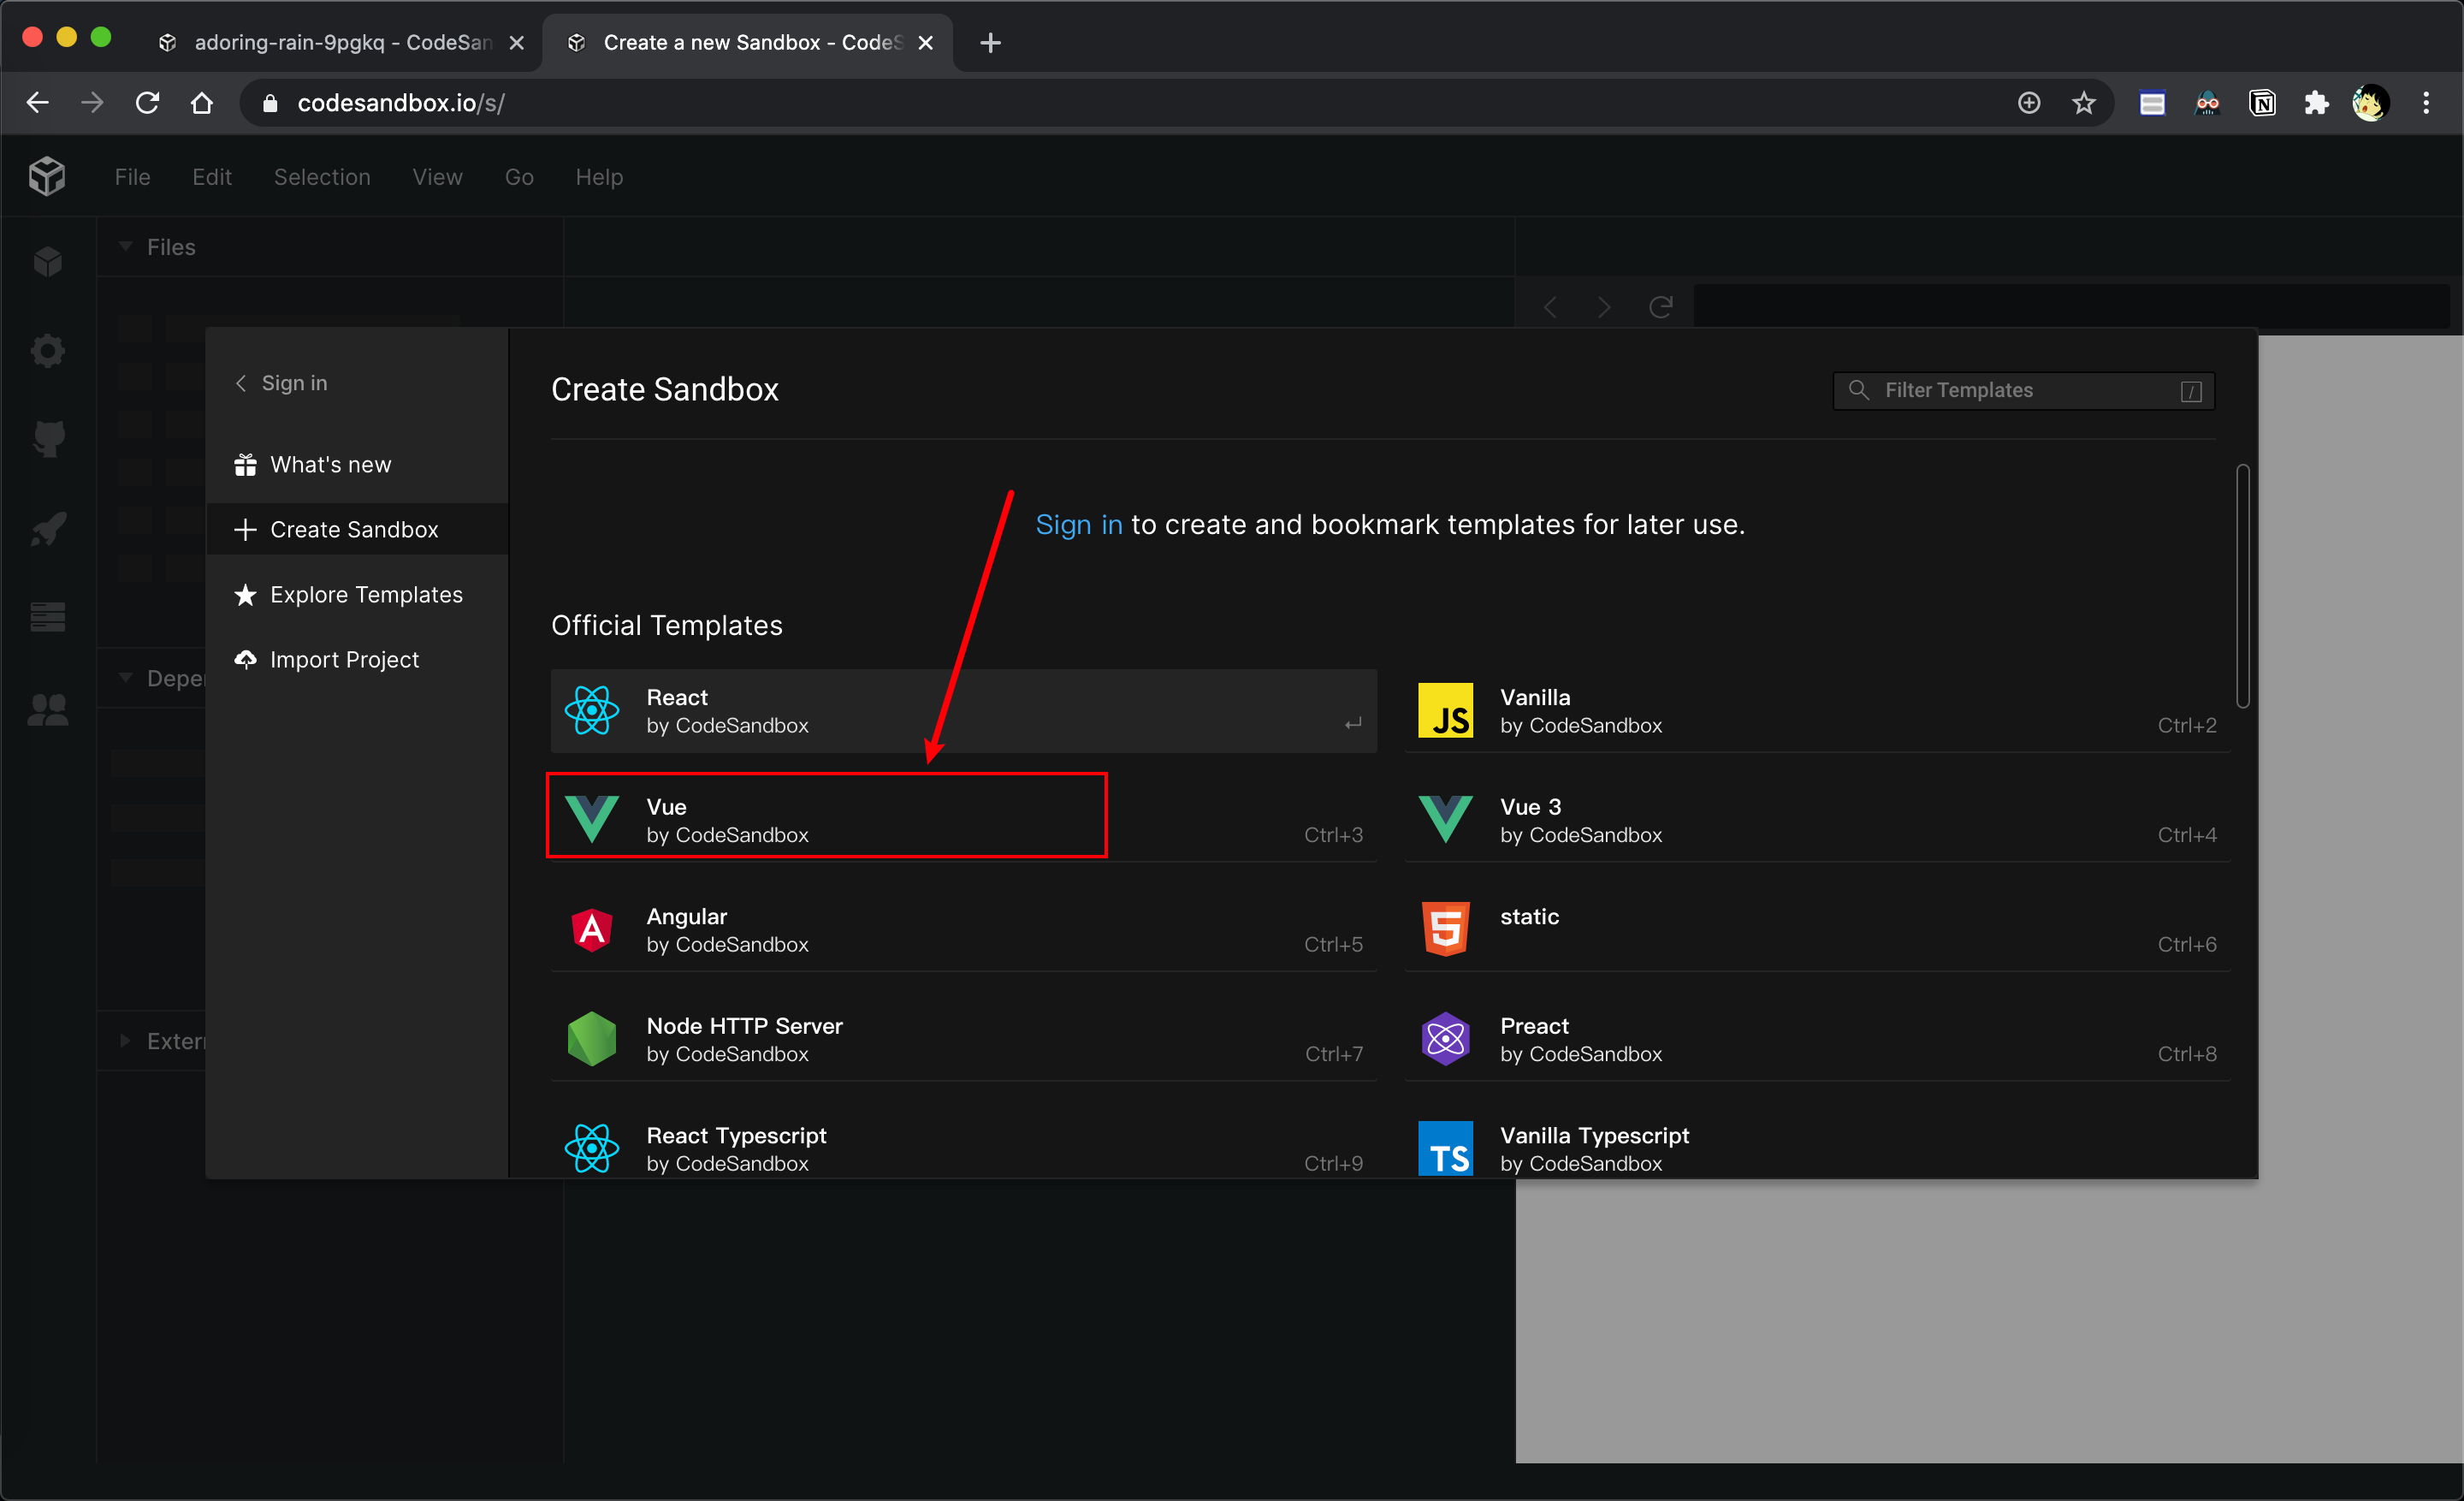 adoring-rain-9pgkq - CodeSan
Create a new Sandbox - CodeS
codesandbox.io/s/
File Edit Selection View Go Help
Files
Sign in
What's new
Create Sandbox
Explore Templates
Import Project
Depe
Exter
Create Sandbox
Filter Templates /
Sign in to create and bookmark templates for later use.
Official Templates
React
by CodeSandbox
JS
Vanilla
by CodeSandbox
Ctrl+2
Vue
by CodeSandbox
Ctrl+3
Vue 3
by CodeSandbox
Ctrl+4
A
Angular
by CodeSandbox
Ctrl+5
5
static
Ctrl+6
Node HTTP Server
by CodeSandbox
Ctrl+7
Preact
by CodeSandbox
Ctrl+8
React Typescript
by CodeSandbox
Ctrl+9
TS
Vanilla Typescript
by CodeSandbox